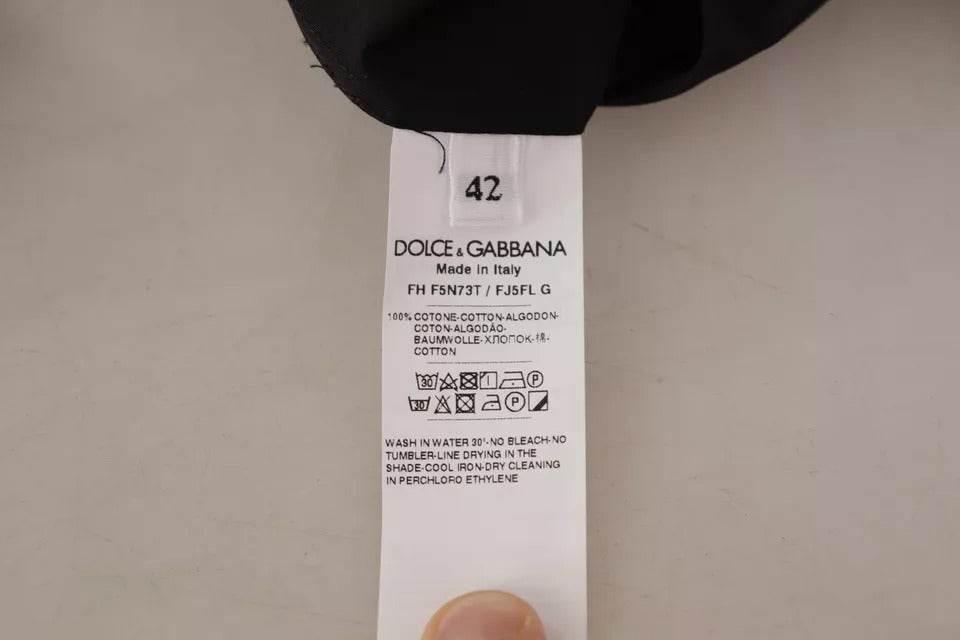 42
DOLCE & GABBANA
Made in Italy
FH F5N73T / FJ5FL G
100% COTONE-COTTON-ALGODON-
COTON-ALGODÃO-
BAUMWOLLE-ХЛОПОК-棉-
COTTON
30 P
30 P
WASH IN WATER 30°-NO BLEACH-NO
TUMBLER-LINE DRYING IN THE
SHADE-COOL IRON-DRY CLEANING
IN PERCHLORO ETHYLENE